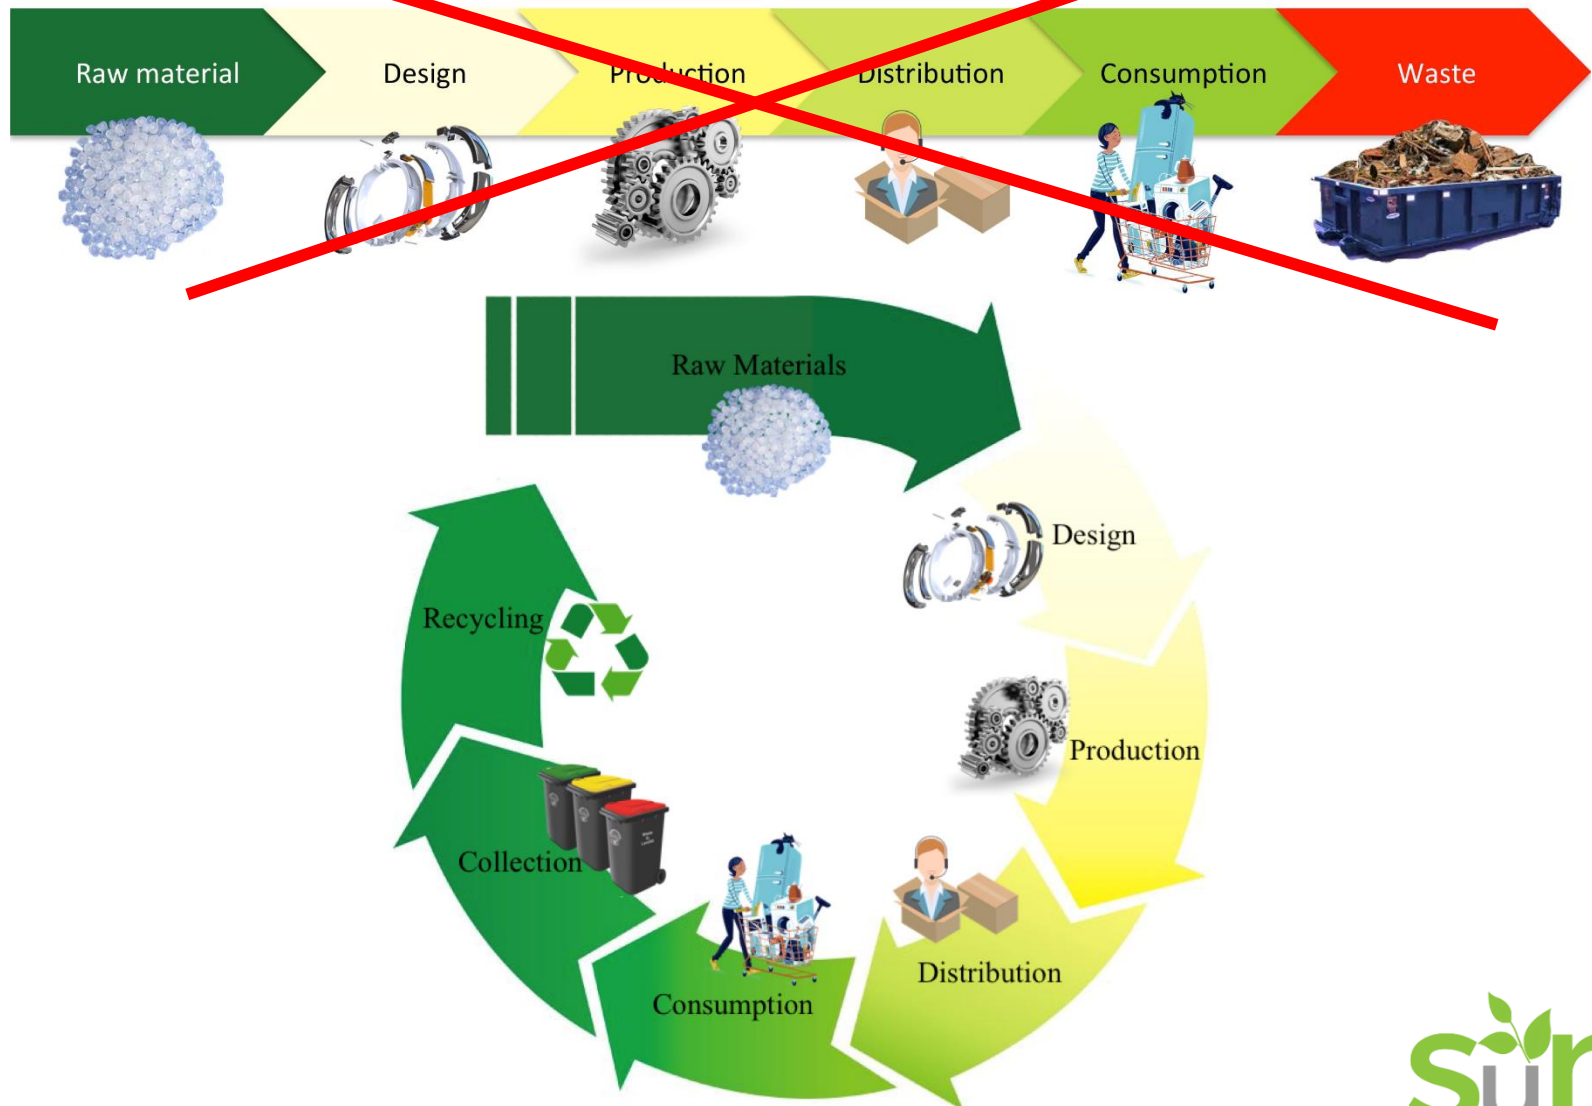 Raw material
Design
Production
Distribution
Consumption
Waste
Raw Materials
Design
Production
Distribution
Consumption
Collection
Recycling